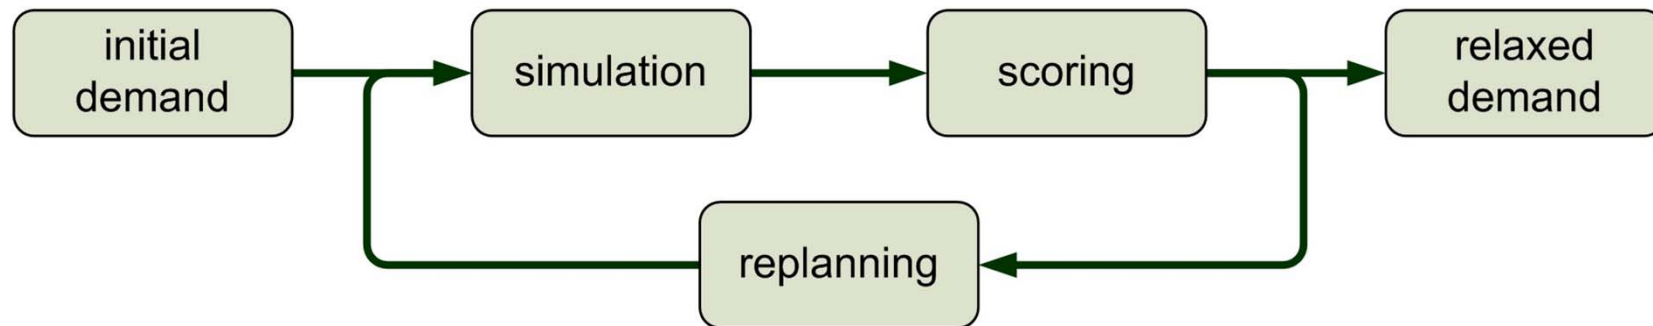 initial
demand
simulation
scoring
relaxed
demand
replanning